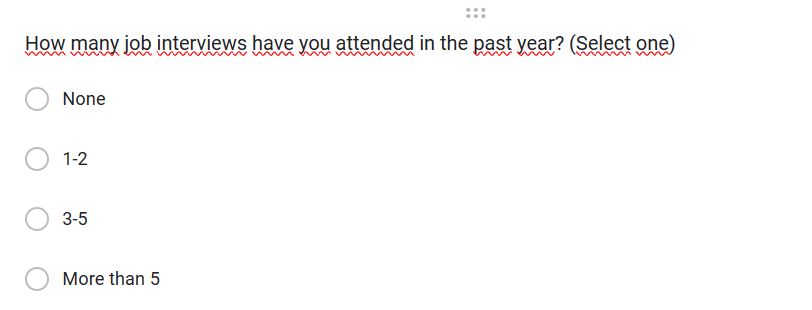 How many job interviews have you attended in the past year? (Select one)
None
1-2
3-5
More than 5